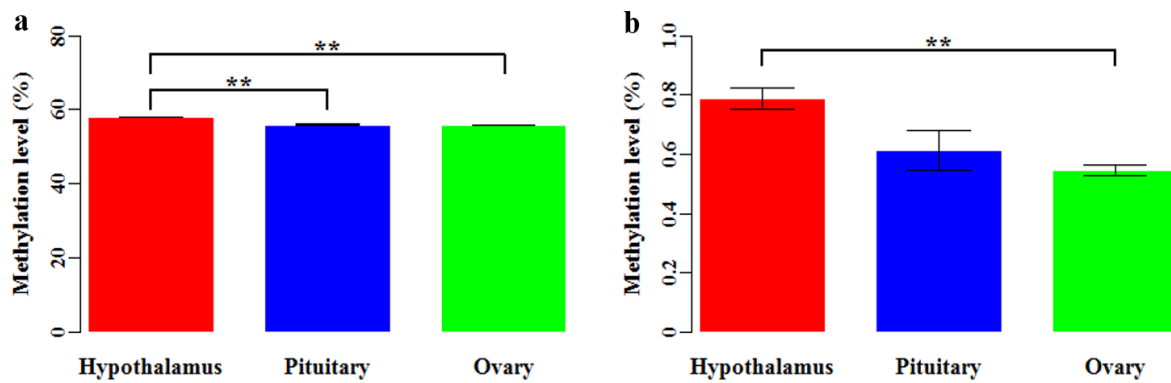 a
Methylation level (%)
80
60
40
20
0
**
**
Hypothalamus Pituitary Ovary
b
Methylation level (%)
1.0
0.8
0.6
0.4
0.2
0
**
Hypothalamus Pituitary Ovary